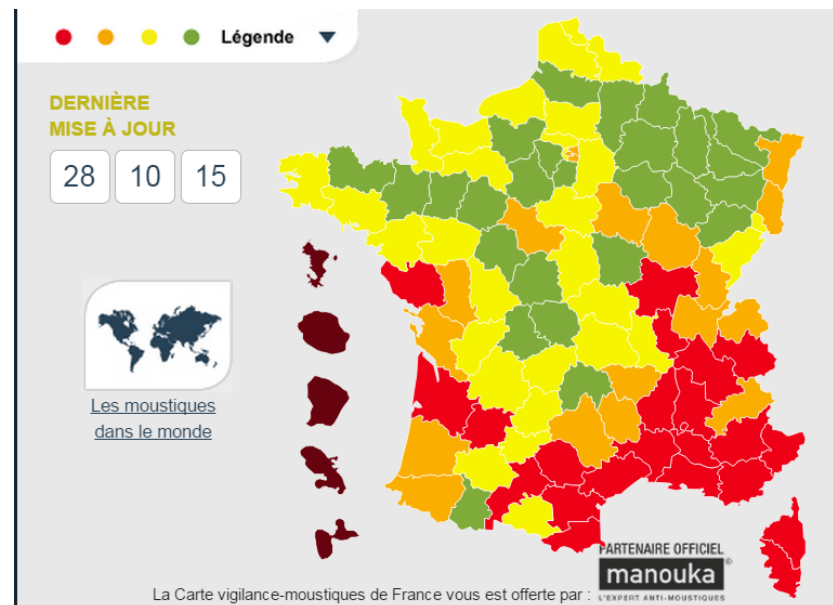 Légende
DERNIÈRE
MISE À JOUR
28 10 15
Les moustiques
dans le monde
PARTENAIRE OFFICIEL
manouka®
L'EXPERT ANTI-MOUSTIQUES
La Carte vigilance-moustiques de France vous est offerte par :